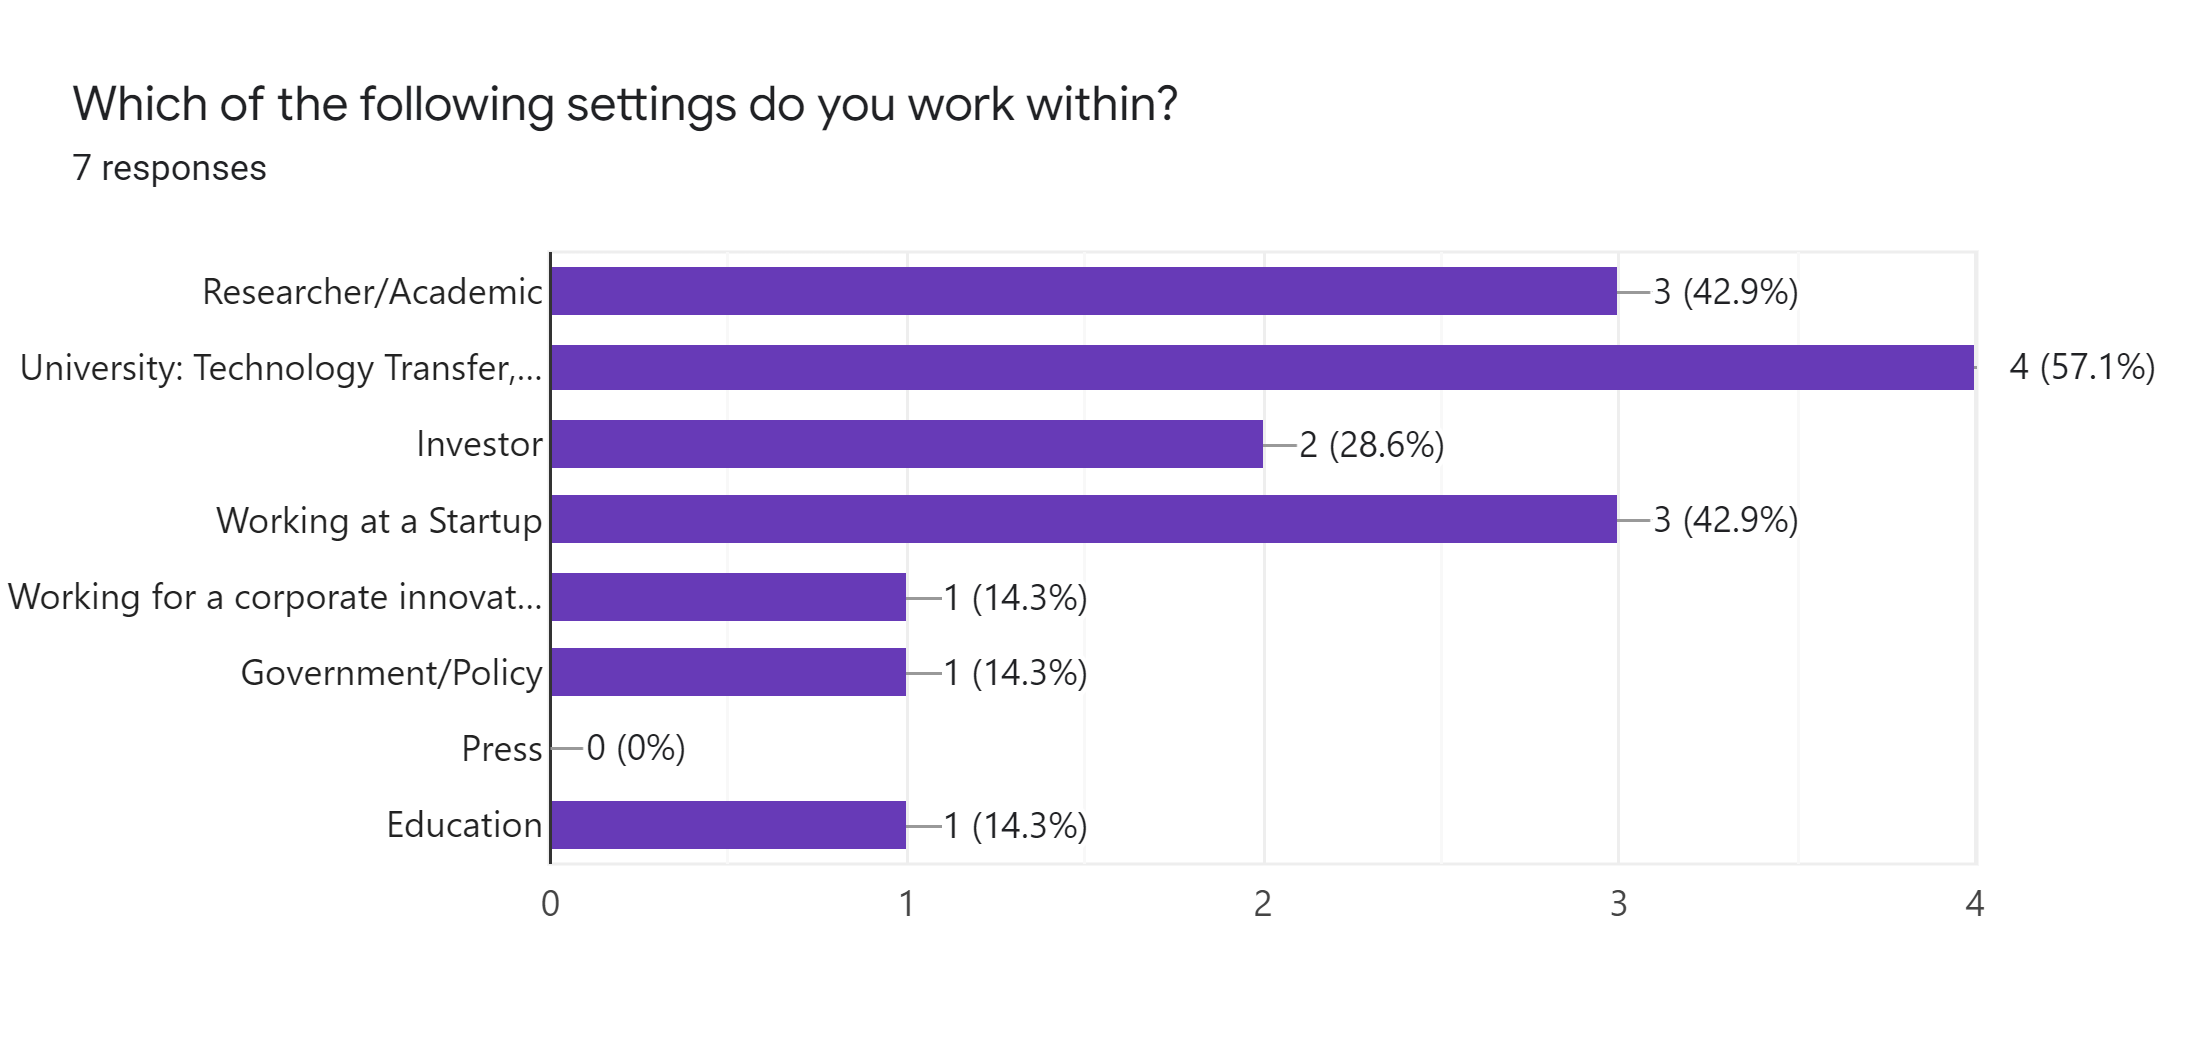 Which of the following settings do you work within?
7 responses
Researcher/Academic
3 (42.9%)
University: Technology Transfer,...
4 (57.1%)
Investor
2 (28.6%)
Working at a Startup
3 (42.9%)
Working for a corporate innovat...
1 (14.3%)
Government/Policy
1 (14.3%)
Press
0 (0%)
Education
1 (14.3%)
0 1 2 3 4